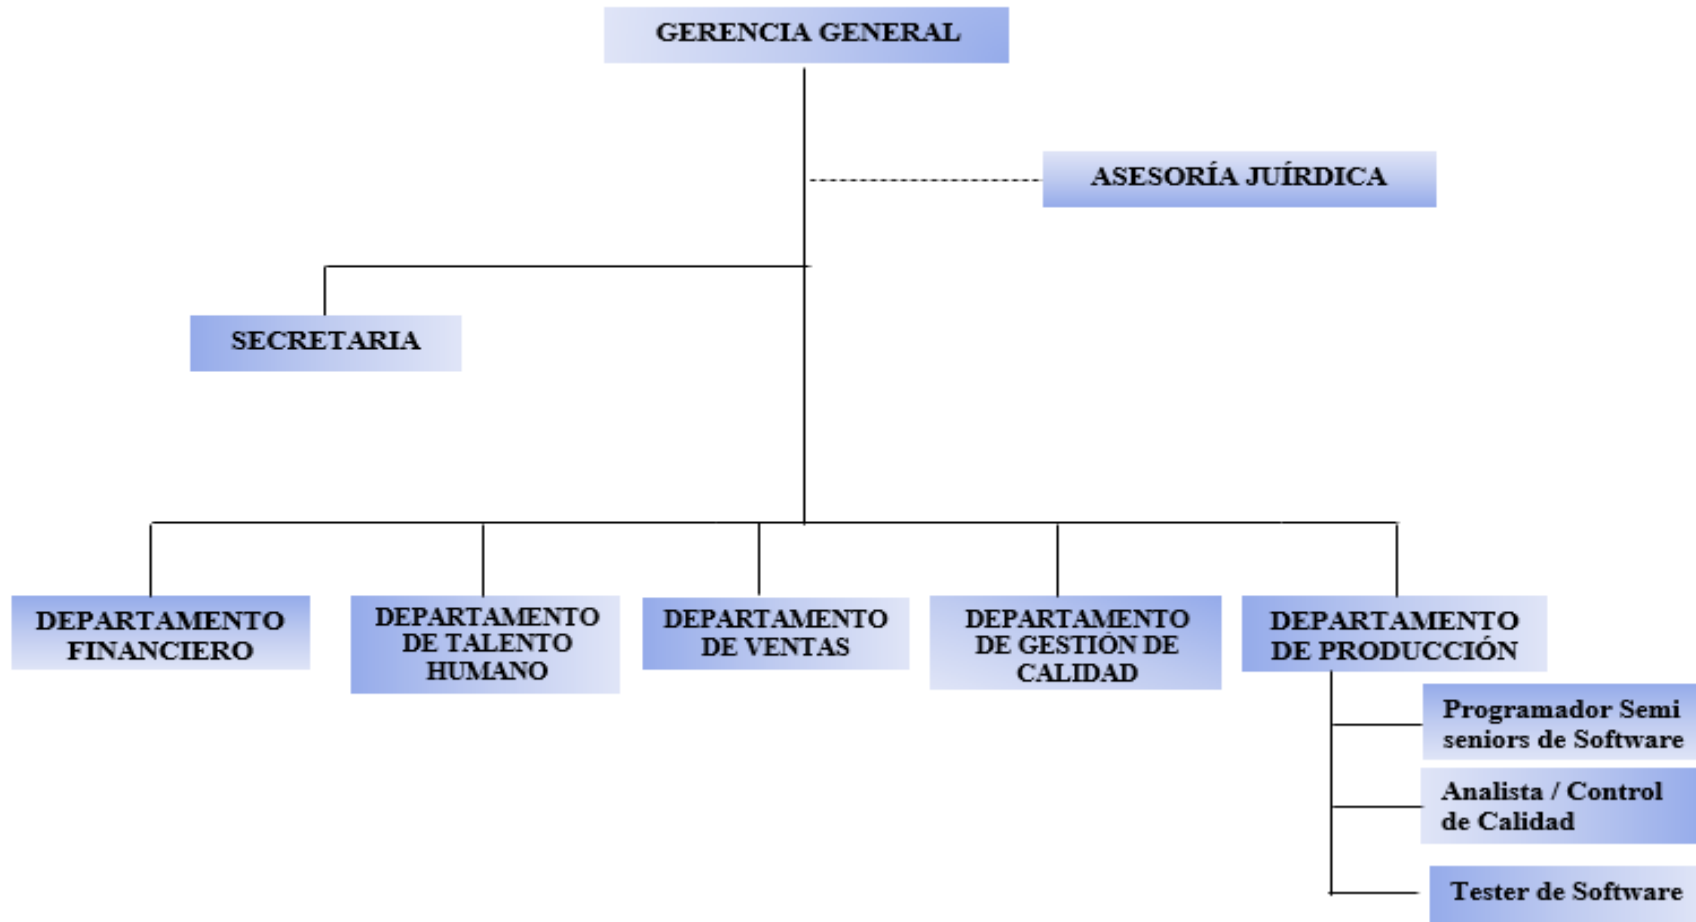 GERENCIA GENERAL
ASESORÍA JUÍRDICA
SECRETARIA
DEPARTAMENTO
FINANCIERO
DEPARTAMENTO
DE TALENTO
HUMANO
DEPARTAMENTO
DE VENTAS
DEPARTAMENTO
DE GESTIÓN DE
CALIDAD
DEPARTAMENTO
DE PRODUCCIÓN
Programador Semi
seniors de Software
Analista / Control
de Calidad
Tester de Software